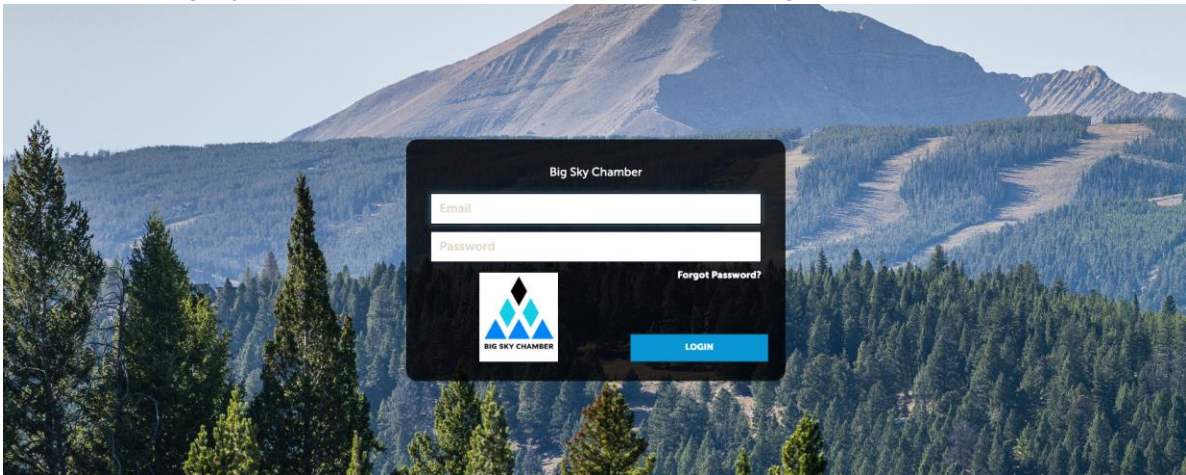 Big Sky Chamber
Email
Password
Forgot Password?
BIG SKY CHAMBER
LOGIN